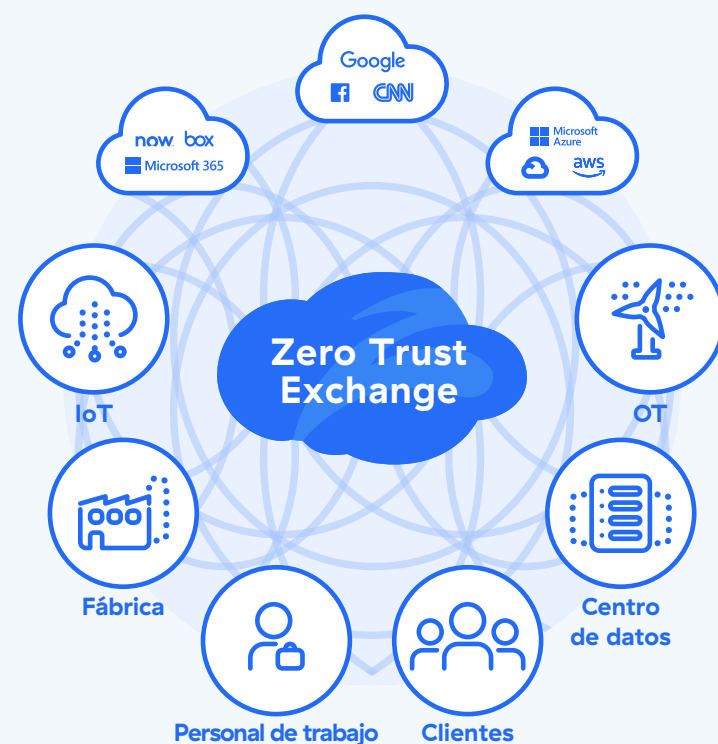 Google
CNN
now box
Microsoft 365
Microsoft
Azure
aws
Zero Trust
Exchange
IoT
OT
Fábrica
Centro
de datos
Personal de trabajo
Clientes